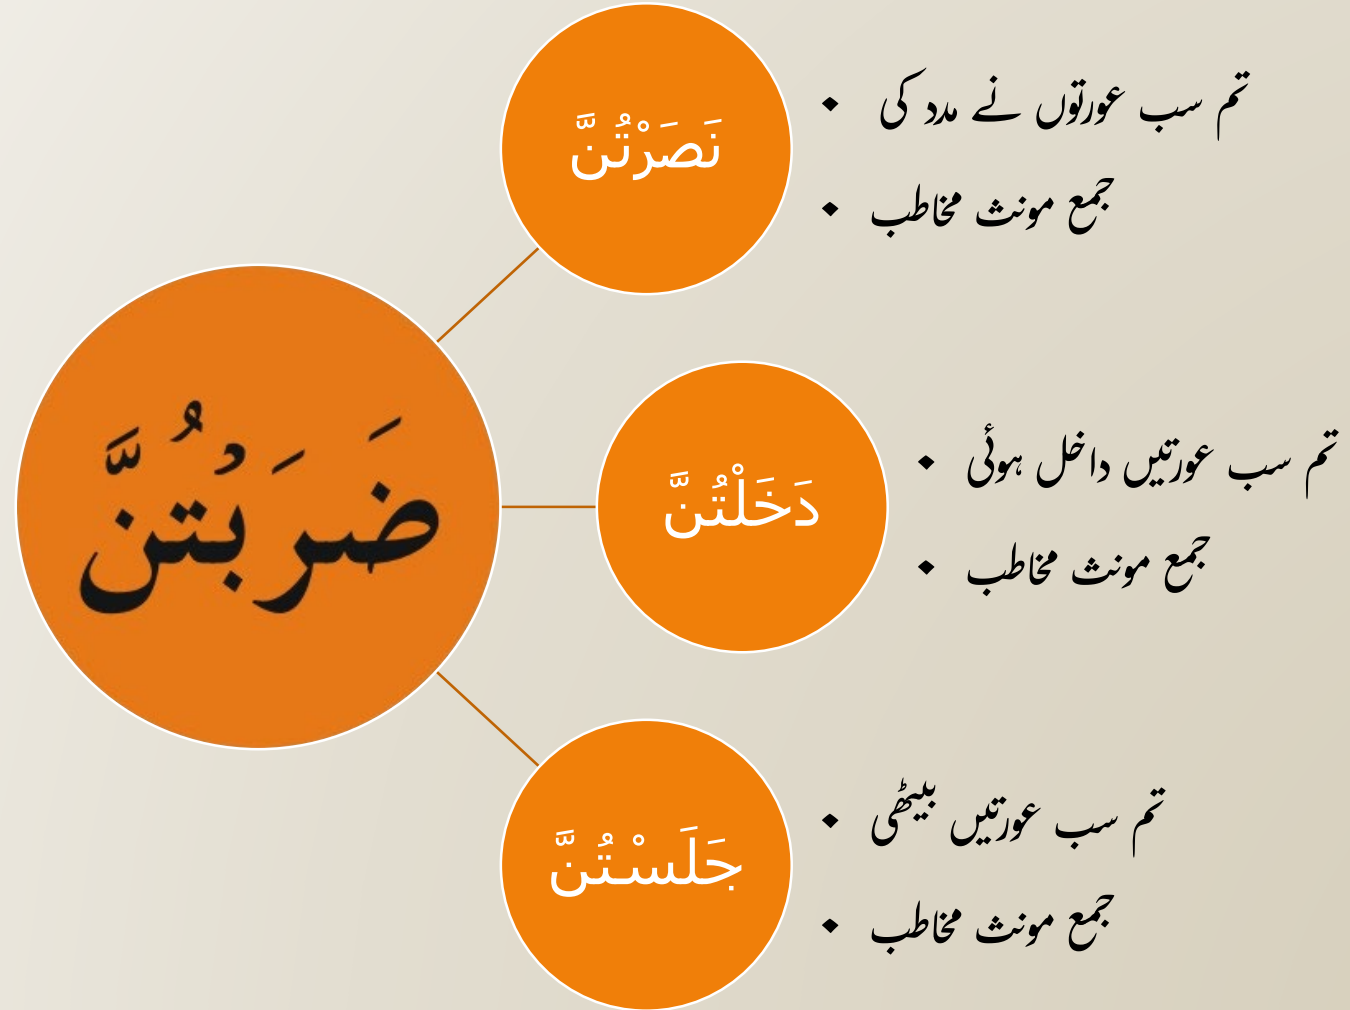 ضَرَبْتُنَّ
نَصَرْتُنَّ
تم سب عورتوں نے مدد کی
جمع مونث مخاطب
دَخَلْتُنَّ
تم سب عورتیں داخل ہوئی
جمع مونث مخاطب
جَلَسْتُنَّ
تم سب عورتیں بیٹھی
جمع مونث مخاطب